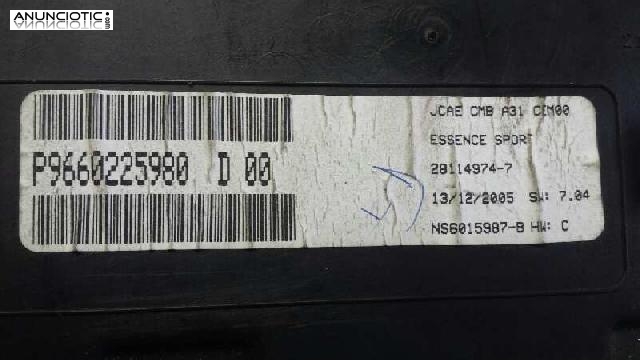 ANUNCIOTIC.com
P9660225980 D 00
JCAE CMB A31 CIM00
ESSENCE SPORT
28114974-7
13/12/2005 SW: 7.04
NS6015987-B HW: C